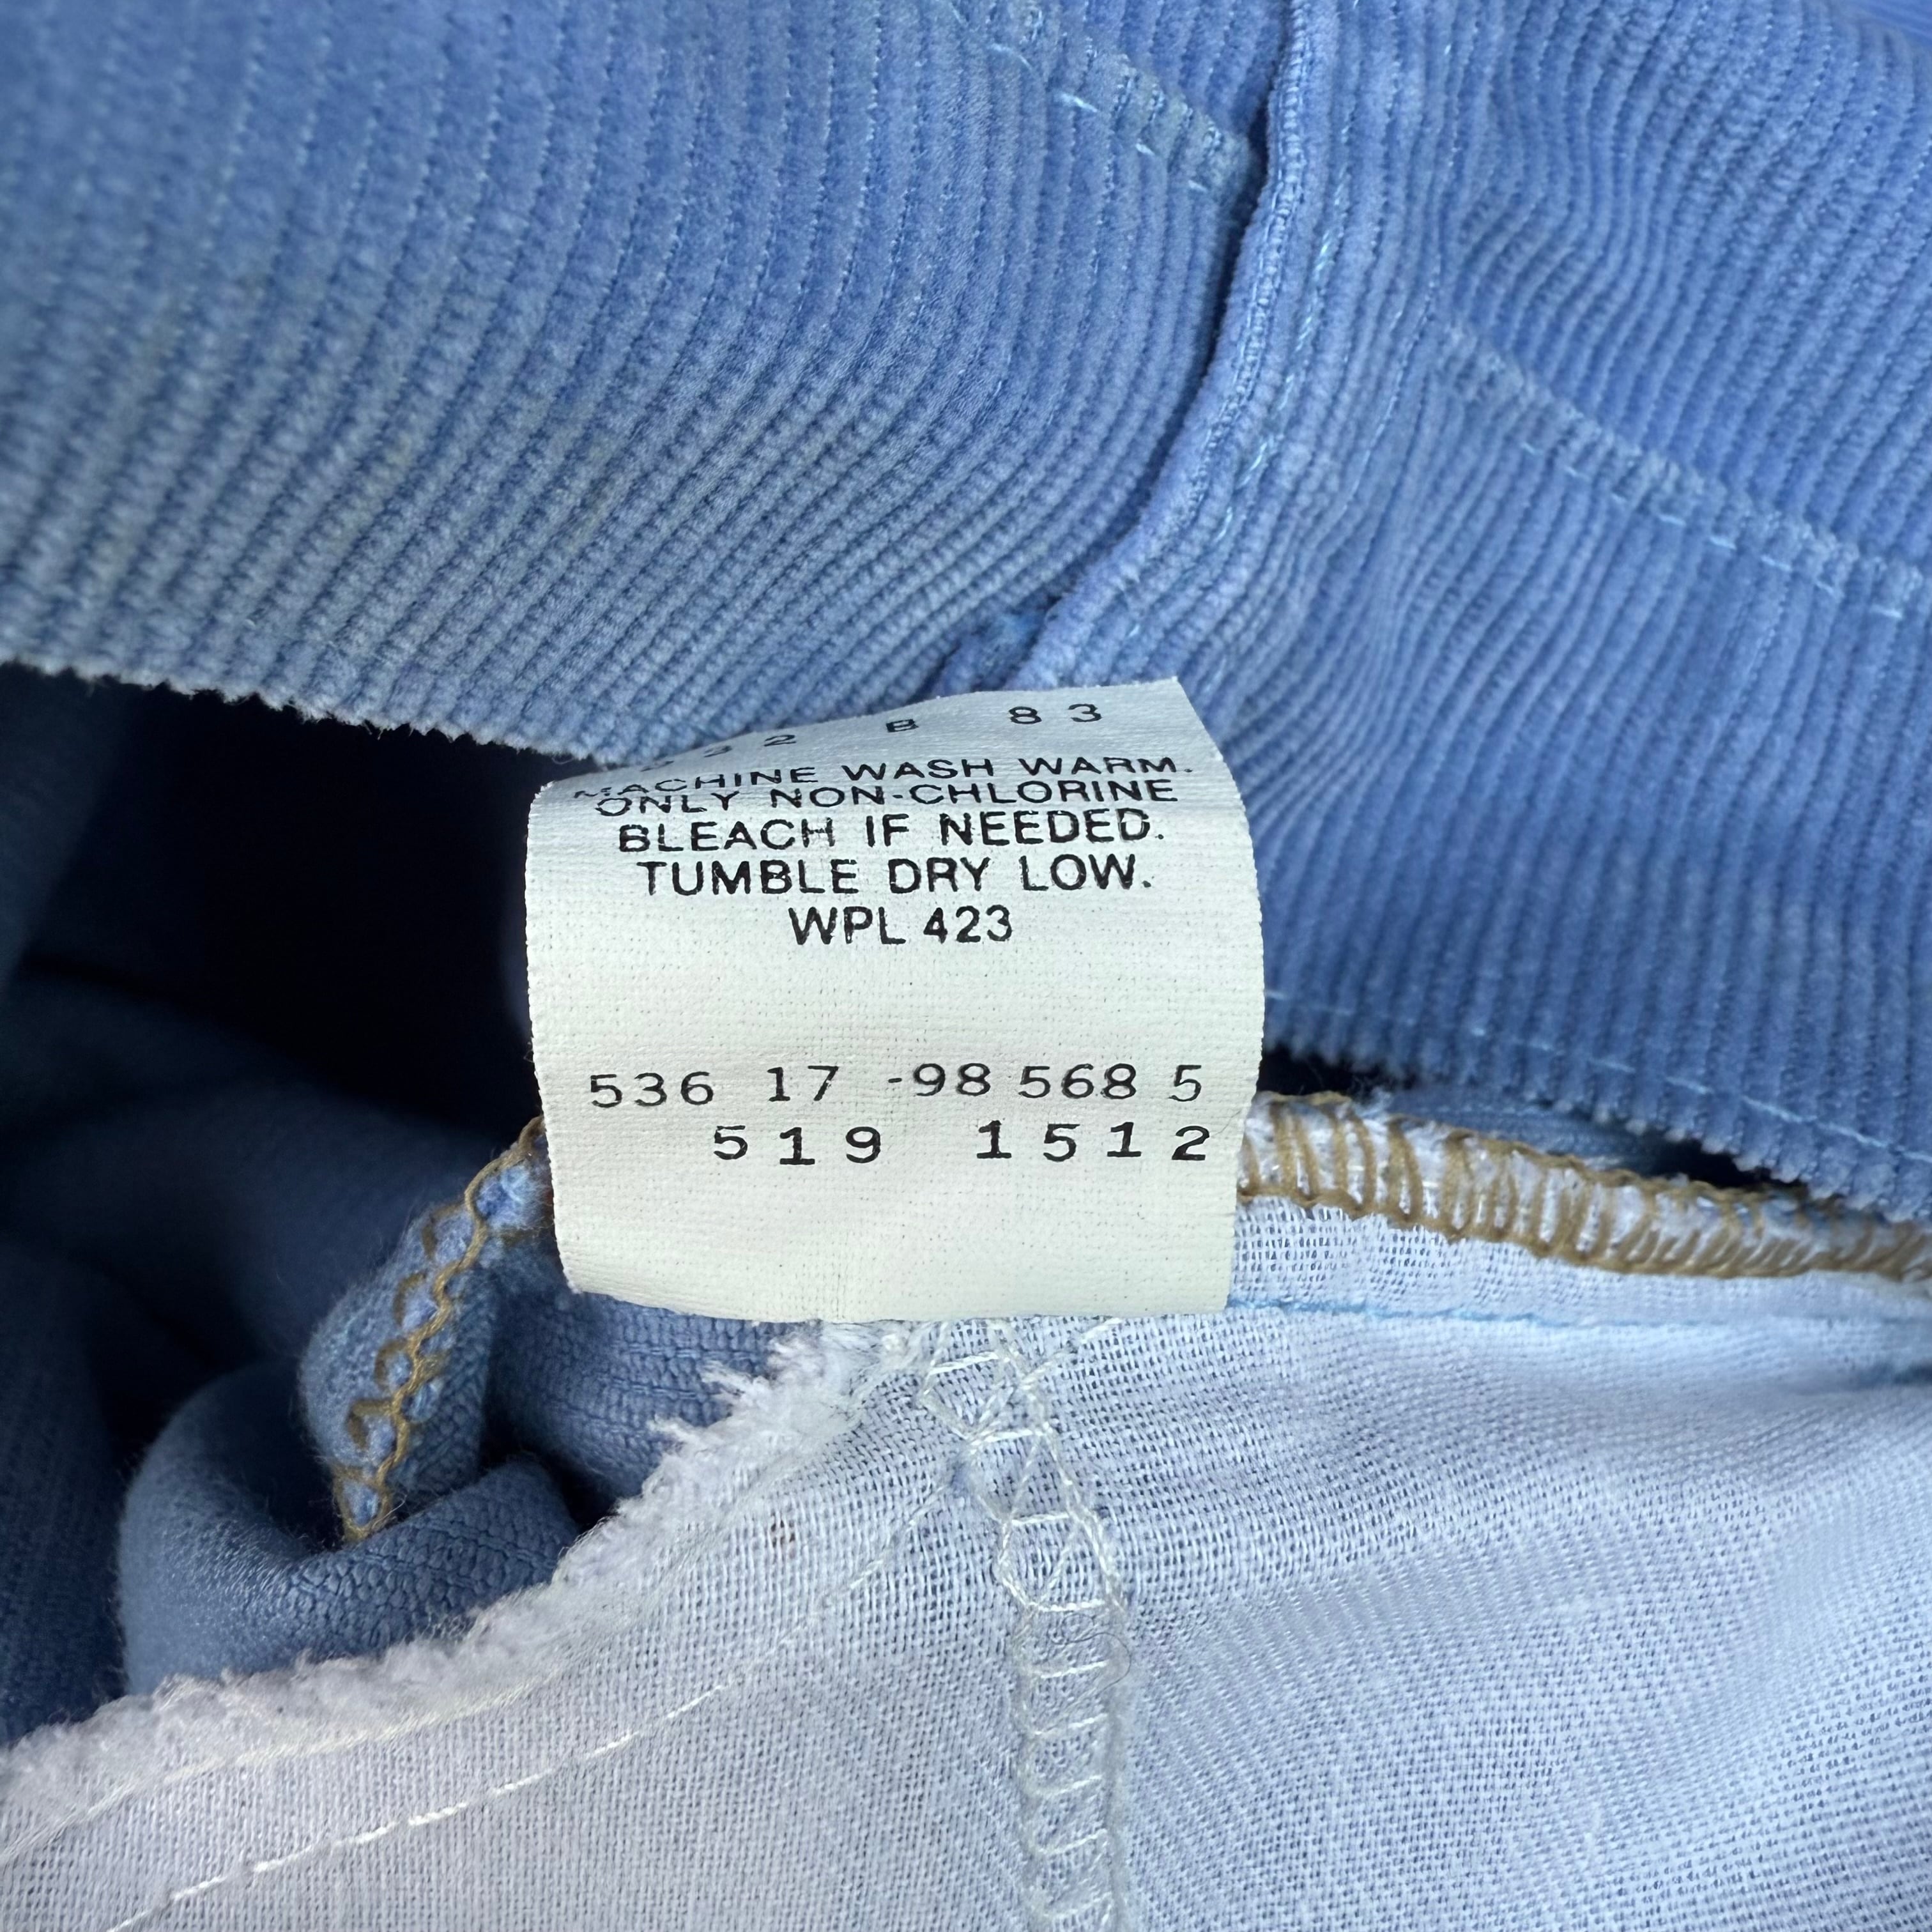 32 B 83
MACHINE WASH WARM.
ONLY NON-CHLORINE
BLEACH IF NEEDED.
TUMBLE DRY LOW.
WPL 423
536 17 -98 568 5
519 1512